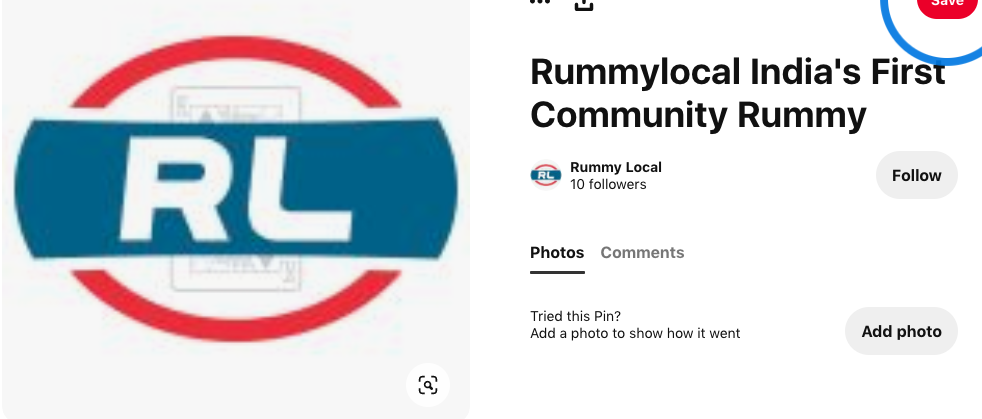 RL
Save
Rummylocal India's First
Community Rummy
RL
Rummy Local
10 followers
Follow
Photos Comments
Tried this Pin?
Add a photo to show how it went
Add photo